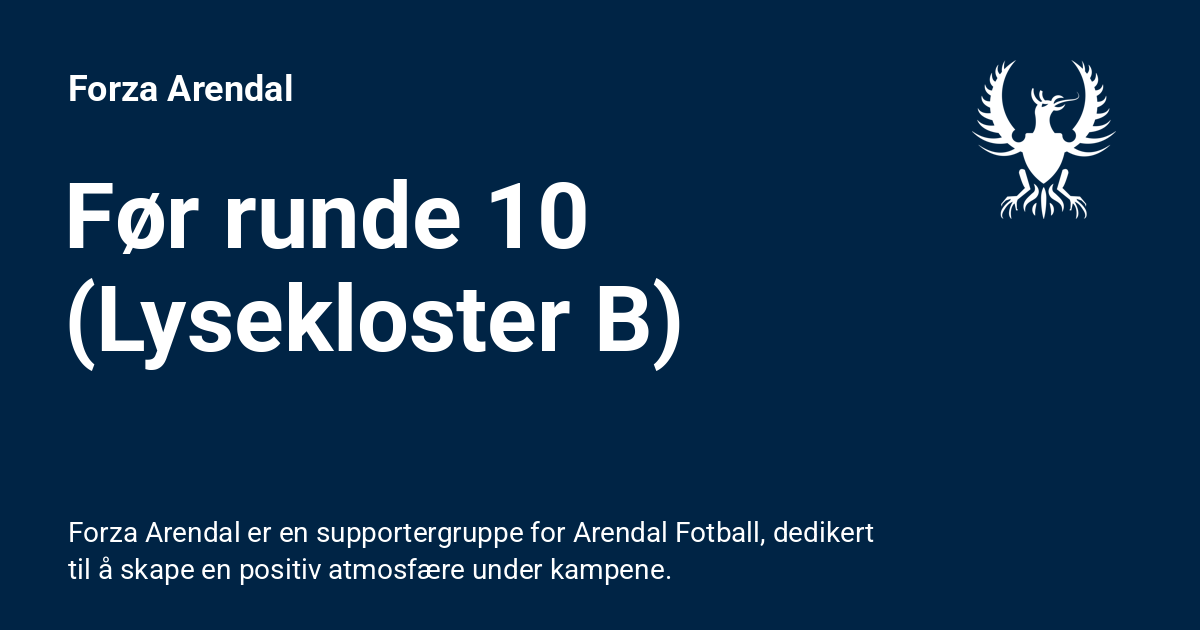 Forza Arendal
Før runde 10
(Lysekloster B)
Forza Arendal er en supportergruppe for Arendal Fotball, dedikert
til å skape en positiv atmosfære under kampene.